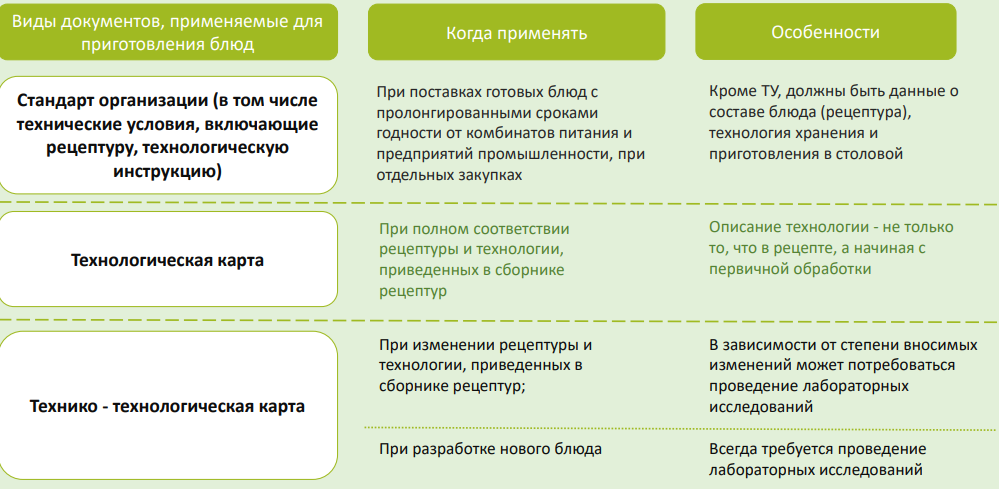 Виды документов, применяемые для
приготовления блюд
Когда применять
Особенности
Стандарт организации (в том числе
технические условия, включающие
рецептуру, технологическую
инструкцию)
При поставках готовых блюд с
пролонгированными сроками
годности от комбинатов питания и
предприятий промышленности, при
отдельных закупках
Кроме ТУ, должны быть данные о
составе блюда (рецептура),
технология хранения и
приготовления в столовой
Технологическая карта
При полном соответствии
рецептуры и технологии,
приведенных в сборнике
рецептур
Описание технологии - не только
то, что в рецепте, а начиная с
первичной обработки
Технико - технологическая карта
При изменении рецептуры и
технологии, приведенных в
сборнике рецептур;
В зависимости от степени вносимых
изменений может потребоваться
проведение лабораторных
исследований
При разработке нового блюда
Всегда требуется проведение
лабораторных исследований